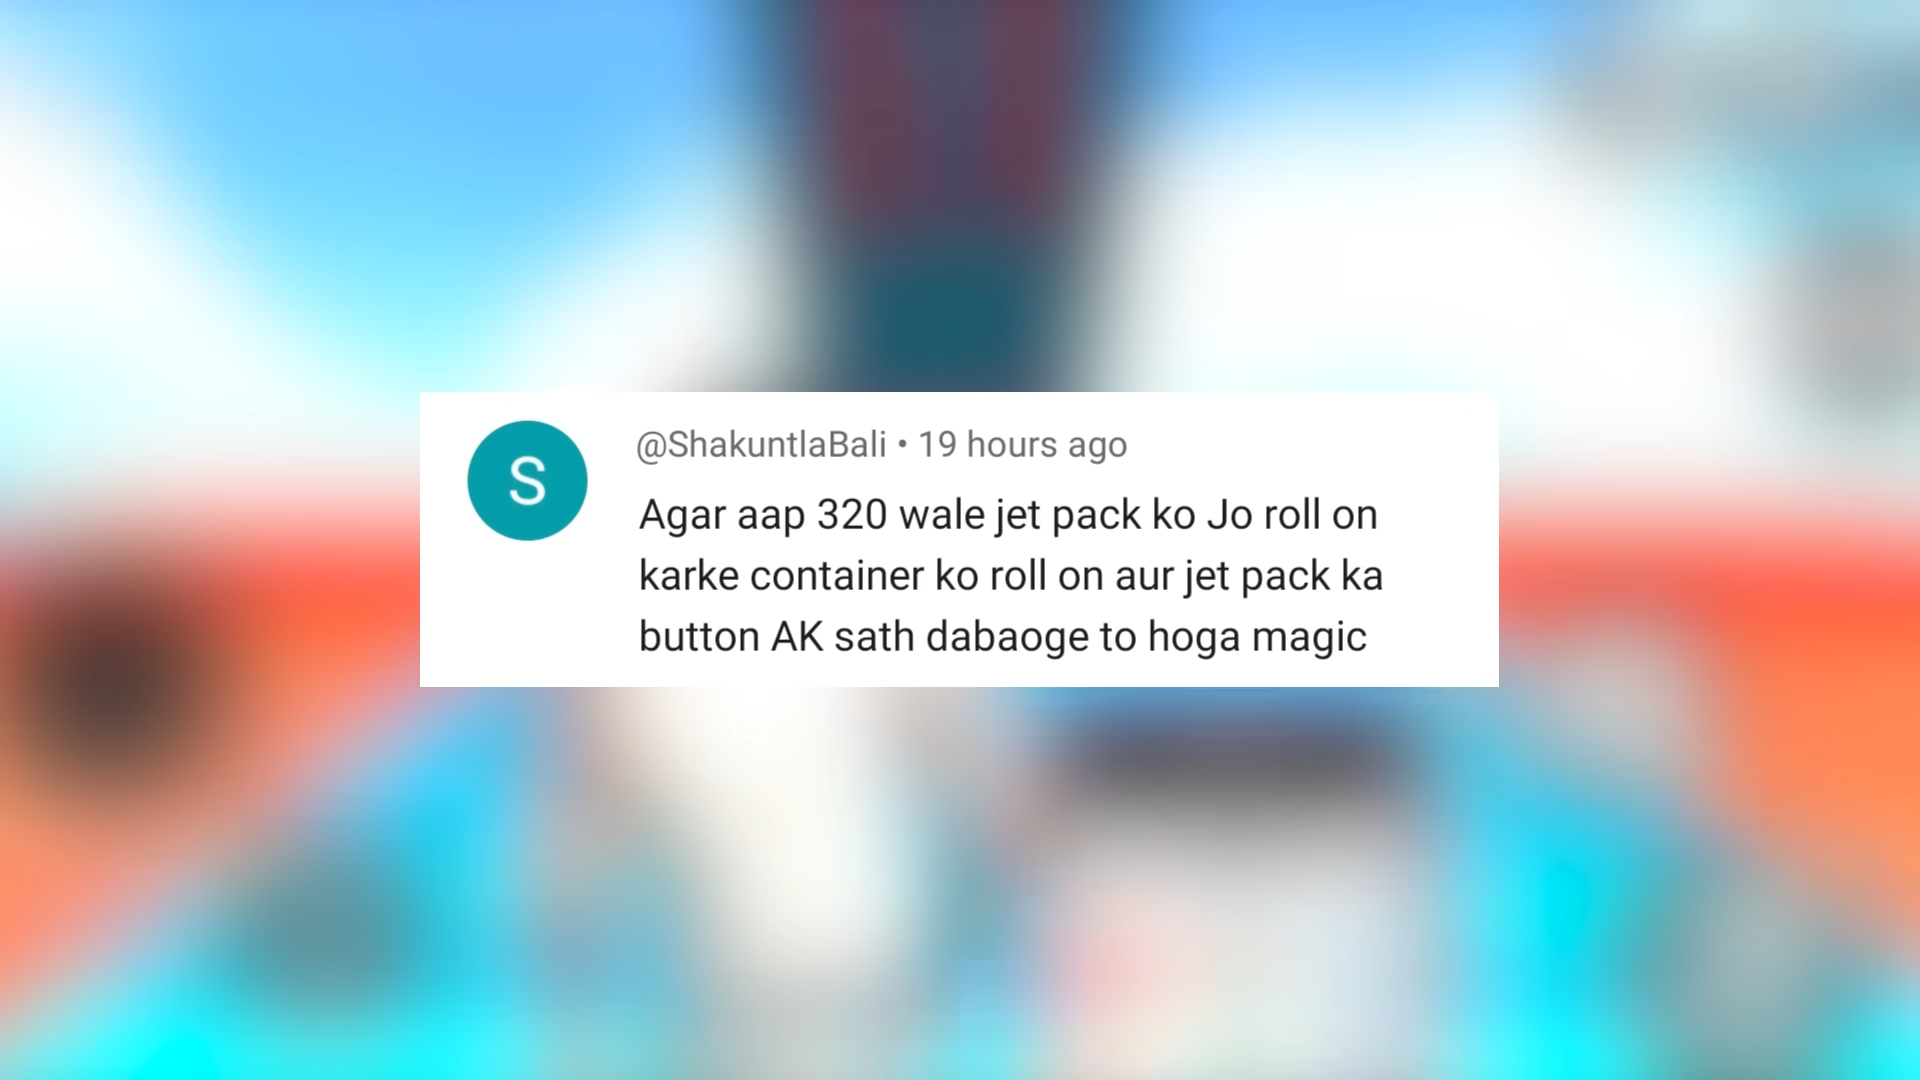 S
@ShakuntlaBali • 19 hours ago
Agar aap 320 wale jet pack ko Jo roll on
karke container ko roll on aur jet pack ka
button AK sath dabaoge to hoga magic